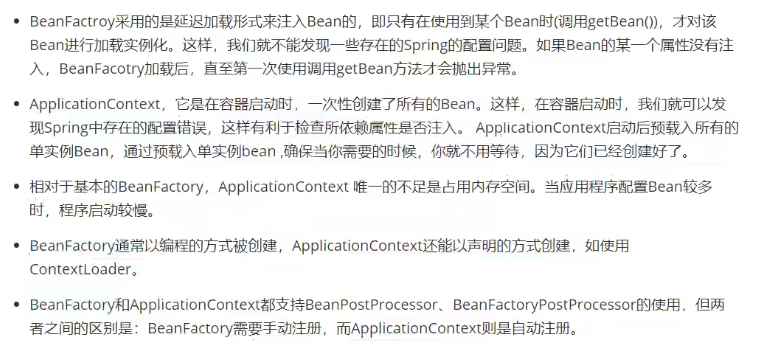 BeanFactroy采用的是延迟加载形式来注入Bean的，即只有在使用到某个Bean时(调用getBean())，才对该
Bean进行加载实例化。这样，我们就不能发现一些存在的Spring的配置问题。如果Bean的某一个属性没有注
入，BeanFacotry加载后，直至第一次使用调用getBean方法才会抛出异常。
ApplicationContext，它是在容器启动时，一次性创建了所有的Bean。这样，在容器启动时，我们就可以发
现Spring中存在的配置错误，这样有利于检查所依赖属性是否注入。 ApplicationContext启动后预载入所有的
单实例Bean，通过预载入单实例bean ,确保当你需要的时候，你就不用等待，因为它们已经创建好了。
相对于基本的BeanFactory，ApplicationContext 唯一的不足是占用内存空间。当应用程序配置Bean较多
时，程序启动较慢。
BeanFactory通常以编程的方式被创建，ApplicationContext还能以声明的方式创建，如使用
ContextLoader。
BeanFactory和ApplicationContext都支持BeanPostProcessor、BeanFactoryPostProcessor的使用，但两
者之间的区别是：BeanFactory需要手动注册，而ApplicationContext则是自动注册。